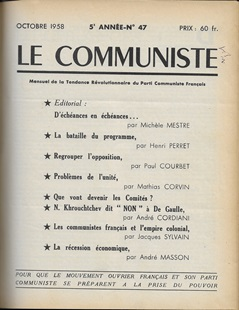 OCTOBRE 1958 5e ANNÉE - N° 47 PRIX : 60 fr.
LE COMMUNISTE
Mensuel de la Tendance Révolutionnaire du Parti Communiste Français
★ Editorial :
D'échéances en échéances...
par Michèle MESTRE
★ La bataille du programme,
par Henri PERRET
★ Regrouper l'opposition,
par Paul COURBET
★ Problèmes de l'unité,
par Mathias CORVIN
★ Que vont devenir les Comités ?
★ N. Khrouchtchev dit " NON " à De Gaulle,
par André CORDIANI
★ Les communistes français et l'empire colonial,
par Jacques SYLVAIN
★ La récession économique,
par André MASSON
POUR QUE LE MOUVEMENT OUVRIER FRANÇAIS ET SON PARTI
COMMUNISTE SE PRÉPARENT A LA PRISE DU POUVOIR